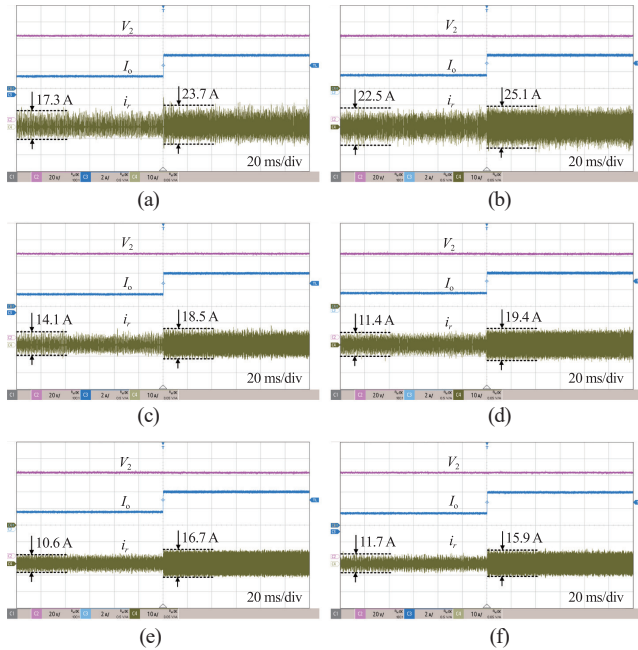 V2
Io
17.3 A
ir
23.7 A
20 ms/div
(a)
V2
Io
22.5 A
ir
25.1 A
20 ms/div
(b)
V2
Io
14.1 A
ir
18.5 A
20 ms/div
(c)
V2
Io
11.4 A
ir
19.4 A
20 ms/div
(d)
V2
Io
10.6 A
ir
16.7 A
20 ms/div
(e)
V2
Io
11.7 A
ir
15.9 A
20 ms/div
(f)